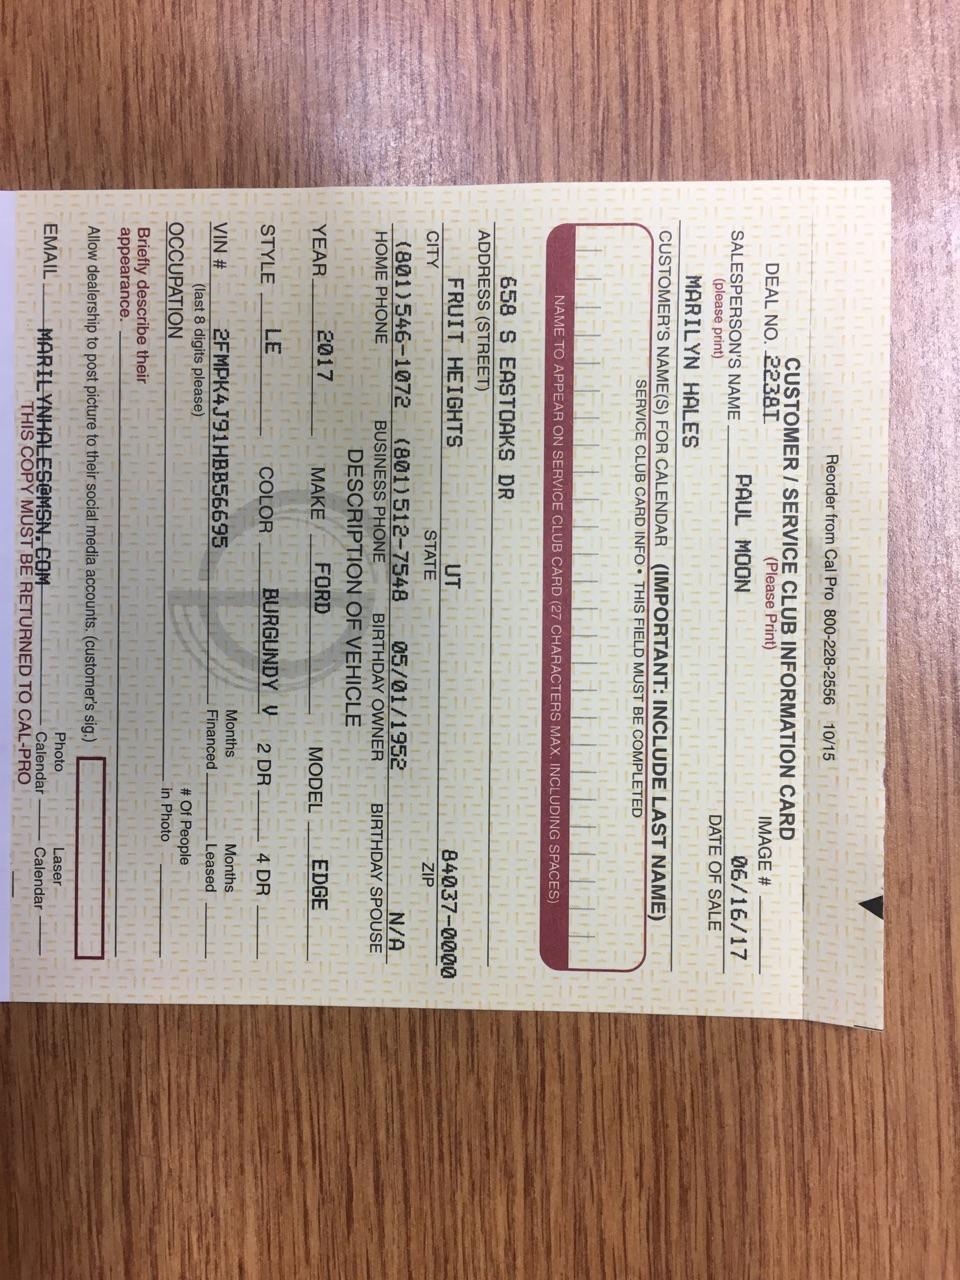 Reorder from Cal Pro 800-228-2556 10/15
CUSTOMER / SERVICE CLUB INFORMATION CARD
DEAL NO. 2238AT (Please Print) IMAGE #
SALESPERSON'S NAME PAUL MOON DATE OF SALE 06/16/17
(please print)
MARILYN HALES
CUSTOMER'S NAME(S) FOR CALENDAR (IMPORTANT: INCLUDE LAST NAME)
SERVICE CLUB CARD INFO • THIS FIELD MUST BE COMPLETED
NAME TO APPEAR ON SERVICE CLUB CARD (27 CHARACTERS MAX. INCLUDING SPACES)
658 S EASTOAKS DR
ADDRESS (STREET)
FRUIT HEIGHTS UT 84037-0000
CITY STATE ZIP
(801)546-1072 (801)512-7548 05/01/1952 N/A
HOME PHONE BUSINESS PHONE BIRTHDAY OWNER BIRTHDAY SPOUSE
DESCRIPTION OF VEHICLE
YEAR 2017 MAKE FORD MODEL EDGE
STYLE LE COLOR BURGUNDY V 2 DR 4 DR
VIN # 2FMPK4J91HBB56695 Months Financed Months Leased
(last 8 digits please)
OCCUPATION # Of People in Photo
Briefly describe their
appearance.
Allow dealership to post picture to their social media accounts. (customer's sig.)
EMAIL MARILYNHALES@MSN.COM Photo Calendar Laser Calendar
THIS COPY MUST BE RETURNED TO CAL-PRO